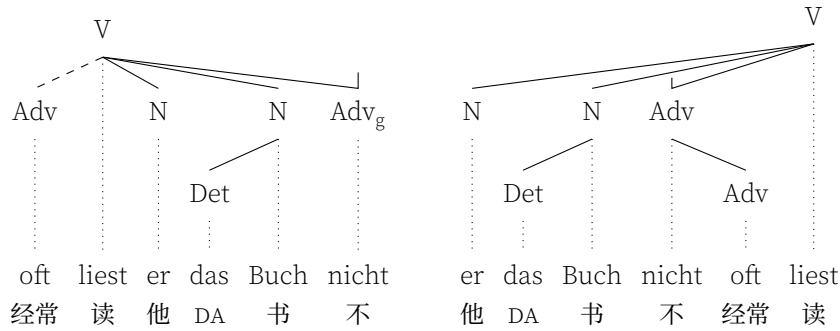 V V
Adv N N Adv_g N N Adv
Det Det Adv
oft liest er das Buch nicht er das Buch nicht oft liest
经常 读 他 DA 书 不 他 DA 书 不 经常 读